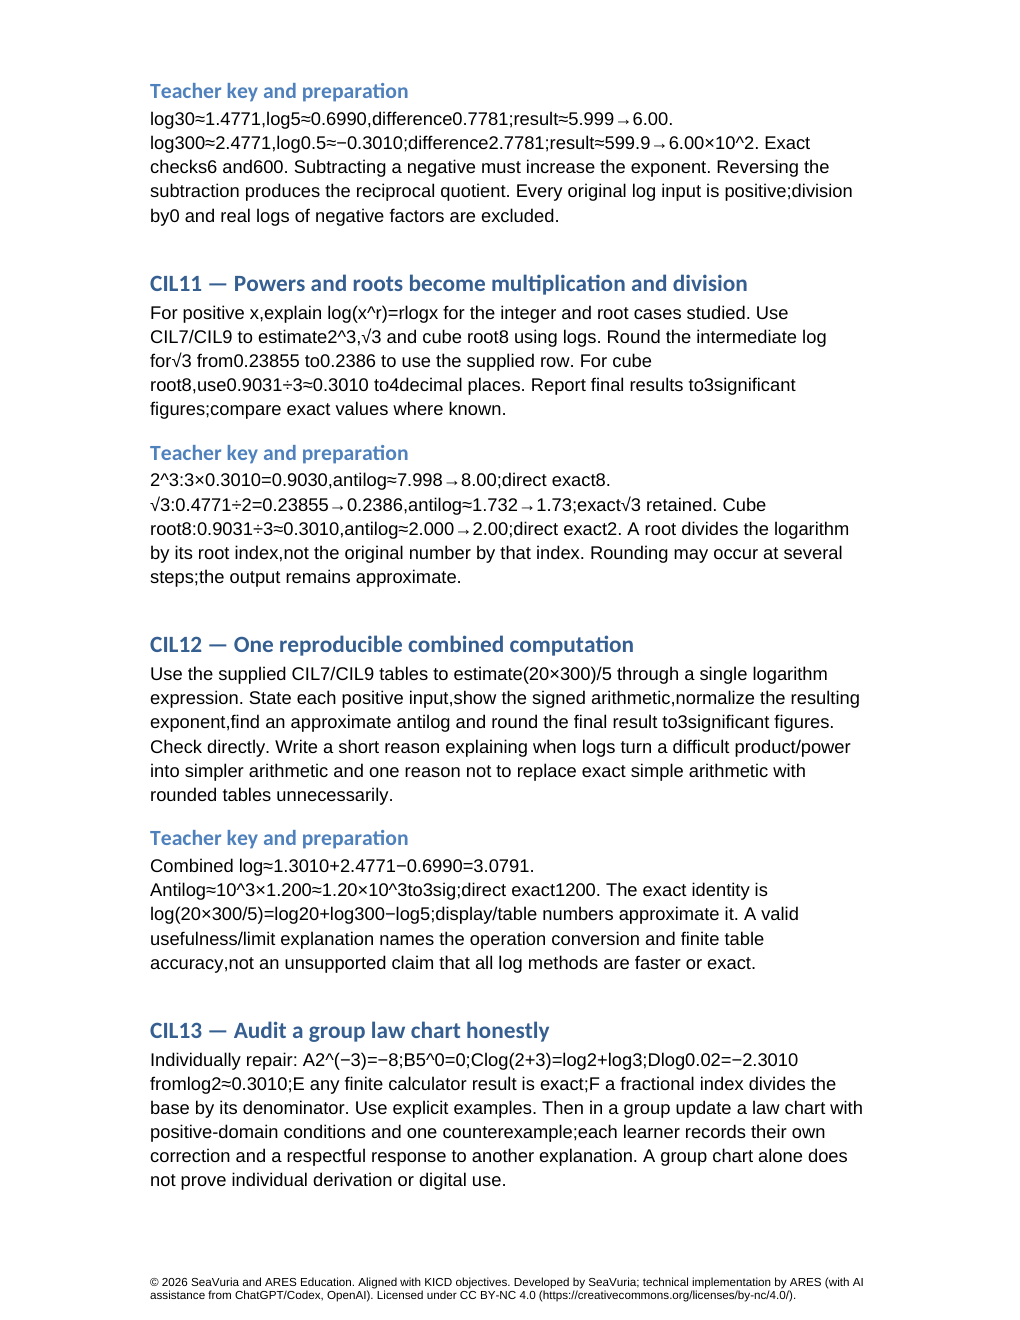 Teacher key and preparation
log30≈1.4771,log5≈0.6990,difference0.7781;result≈5.999→6.00.
log300≈2.4771,log0.5≈−0.3010;difference2.7781;result≈599.9→6.00×10^2. Exact
checks6 and600. Subtracting a negative must increase the exponent. Reversing the
subtraction produces the reciprocal quotient. Every original log input is positive;division
by0 and real logs of negative factors are excluded.
CIL11 — Powers and roots become multiplication and division
For positive x,explain log(x^r)=rlogx for the integer and root cases studied. Use
CIL7/CIL9 to estimate2^3,√3 and cube root8 using logs. Round the intermediate log
for√3 from0.23855 to0.2386 to use the supplied row. For cube
root8,use0.9031÷3≈0.3010 to4decimal places. Report final results to3significant
figures;compare exact values where known.
Teacher key and preparation
2^3:3×0.3010=0.9030,antilog≈7.998→8.00;direct exact8.
√3:0.4771÷2=0.23855→0.2386,antilog≈1.732→1.73;exact√3 retained. Cube
root8:0.9031÷3≈0.3010,antilog≈2.000→2.00;direct exact2. A root divides the logarithm
by its root index,not the original number by that index. Rounding may occur at several
steps;the output remains approximate.
CIL12 — One reproducible combined computation
Use the supplied CIL7/CIL9 tables to estimate(20×300)/5 through a single logarithm
expression. State each positive input,show the signed arithmetic,normalize the resulting
exponent,find an approximate antilog and round the final result to3significant figures.
Check directly. Write a short reason explaining when logs turn a difficult product/power
into simpler arithmetic and one reason not to replace exact simple arithmetic with
rounded tables unnecessarily.
Teacher key and preparation
Combined log≈1.3010+2.4771−0.6990=3.0791.
Antilog≈10^3×1.200≈1.20×10^3to3sig;direct exact1200. The exact identity is
log(20×300/5)=log20+log300−log5;display/table numbers approximate it. A valid
usefulness/limit explanation names the operation conversion and finite table
accuracy,not an unsupported claim that all log methods are faster or exact.
CIL13 — Audit a group law chart honestly
Individually repair: A2^(−3)=−8;B5^0=0;Clog(2+3)=log2+log3;Dlog0.02=−2.3010
fromlog2≈0.3010;E any finite calculator result is exact;F a fractional index divides the
base by its denominator. Use explicit examples. Then in a group update a law chart with
positive-domain conditions and one counterexample;each learner records their own
correction and a respectful response to another explanation. A group chart alone does
not prove individual derivation or digital use.
© 2026 SeaVuria and ARES Education. Aligned with KICD objectives. Developed by SeaVuria; technical implementation by ARES (with AI
assistance from ChatGPT/Codex, OpenAI). Licensed under CC BY-NC 4.0 (https://creativecommons.org/licenses/by-nc/4.0/).